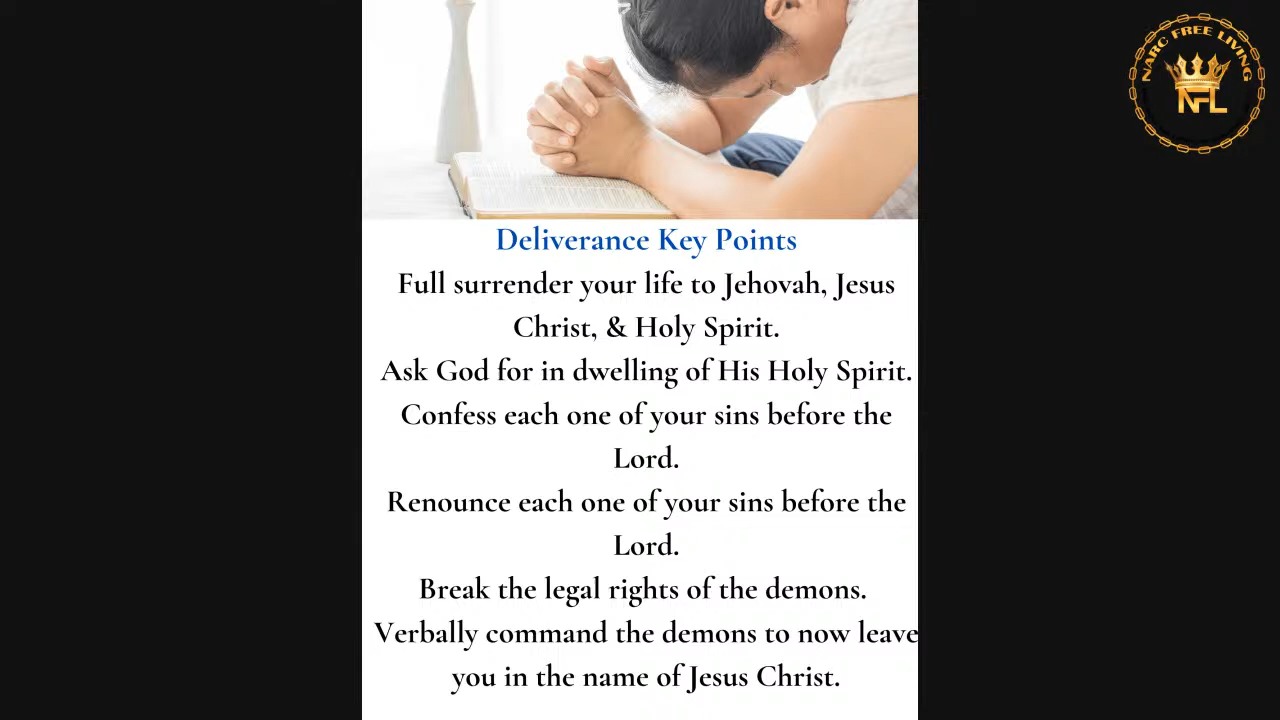 NARC FREE LIVING
NFL
Deliverance Key Points
Full surrender your life to Jehovah, Jesus
Christ, & Holy Spirit.
Ask God for in dwelling of His Holy Spirit.
Confess each one of your sins before the
Lord.
Renounce each one of your sins before the
Lord.
Break the legal rights of the demons.
Verbally command the demons to now leave
you in the name of Jesus Christ.